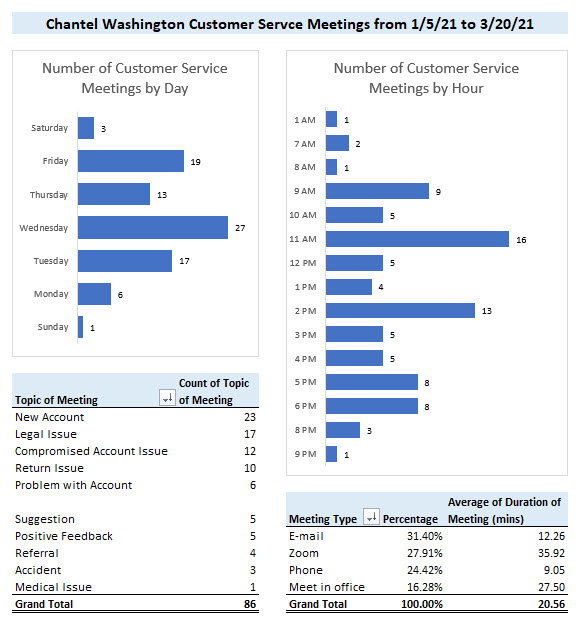 Chantel Washington Customer Servce Meetings from 1/5/21 to 3/20/21
Number of Customer Service
Meetings by Day
Saturday 3
Friday 19
Thursday 13
Wednesday 27
Tuesday 17
Monday 6
Sunday 1
Number of Customer Service
Meetings by Hour
1 AM 1
7 AM 2
8 AM 1
9 AM 9
10 AM 5
11 AM 16
12 PM 5
1 PM 4
2 PM 13
3 PM 5
4 PM 5
5 PM 8
6 PM 8
8 PM 3
9 PM 1
Count of Topic
Topic of Meeting of Meeting
New Account 23
Legal Issue 17
Compromised Account Issue 12
Return Issue 10
Problem with Account 6
Suggestion 5
Positive Feedback 5
Referral 4
Accident 3
Medical Issue 1
Grand Total 86
Average of Duration of
Meeting Type Percentage Meeting (mins)
E-mail 31.40% 12.26
Zoom 27.91% 35.92
Phone 24.42% 9.05
Meet in office 16.28% 27.50
Grand Total 100.00% 20.56